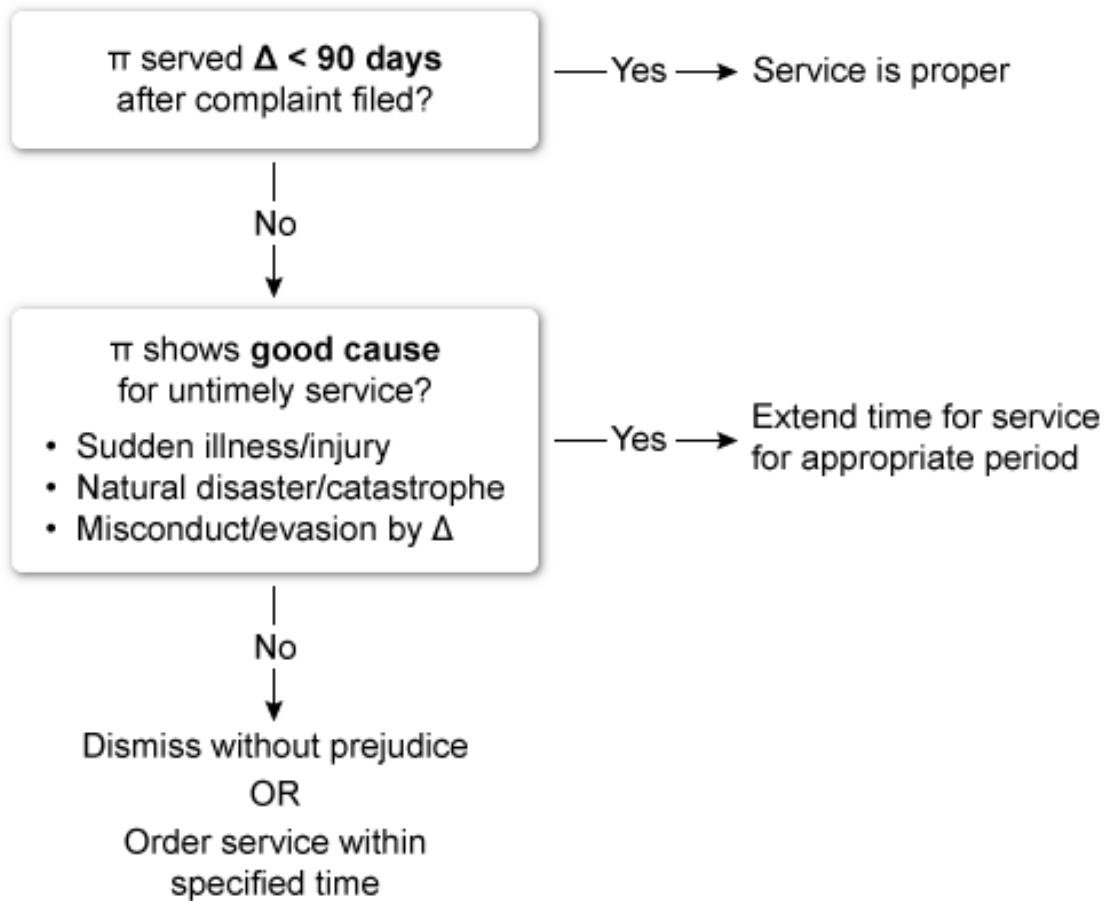 π served Δ < 90 days
after complaint filed?
Yes
Service is proper
No
π shows good cause
for untimely service?
• Sudden illness/injury
• Natural disaster/catastrophe
• Misconduct/evasion by Δ
Yes
Extend time for service
for appropriate period
No
Dismiss without prejudice
OR
Order service within
specified time